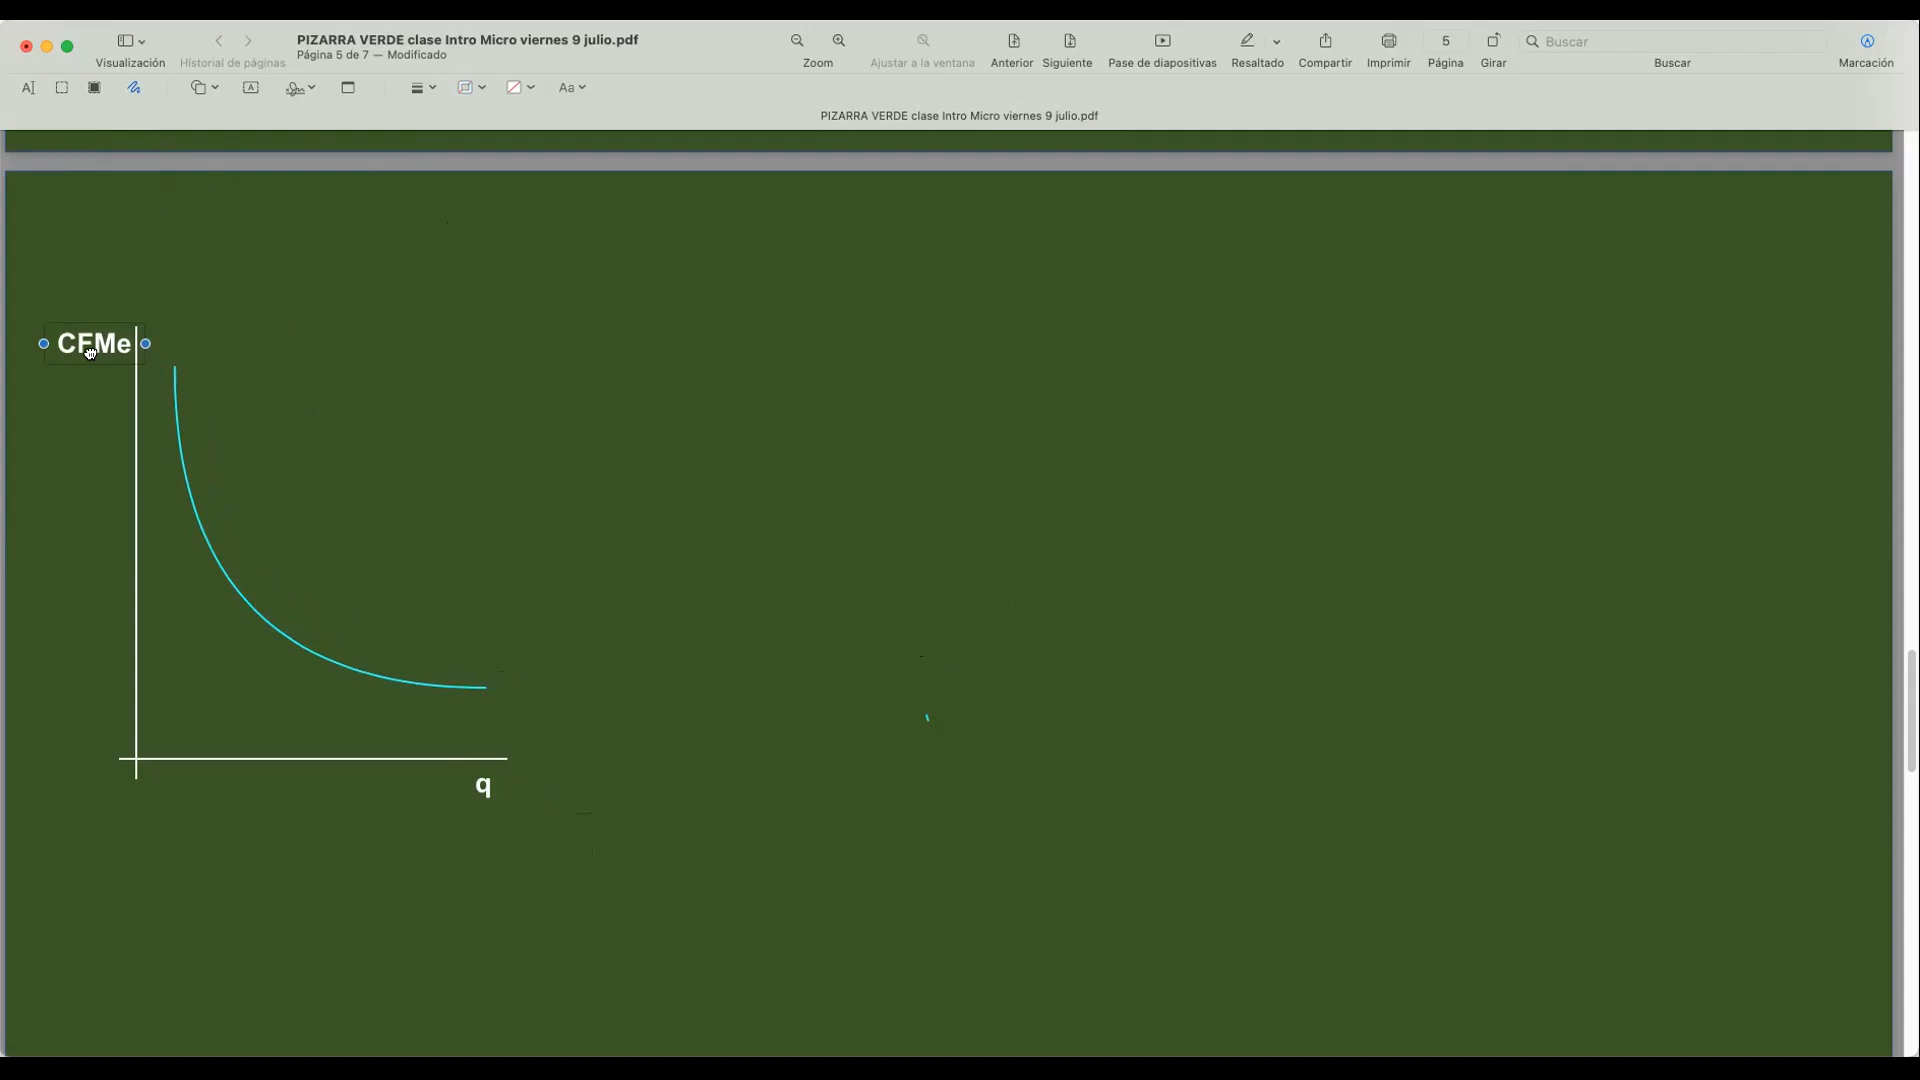 PIZARRA VERDE clase Intro Micro viernes 9 julio.pdf
Página 5 de 7 — Modificado
Visualización
Historial de páginas
Zoom
Ajustar a la ventana
Anterior
Siguiente
Pase de diapositivas
Resaltado
Compartir
Imprimir
5
Página
Girar
Buscar
Buscar
Marcación
A
Aa
PIZARRA VERDE clase Intro Micro viernes 9 julio.pdf
CFMe
q